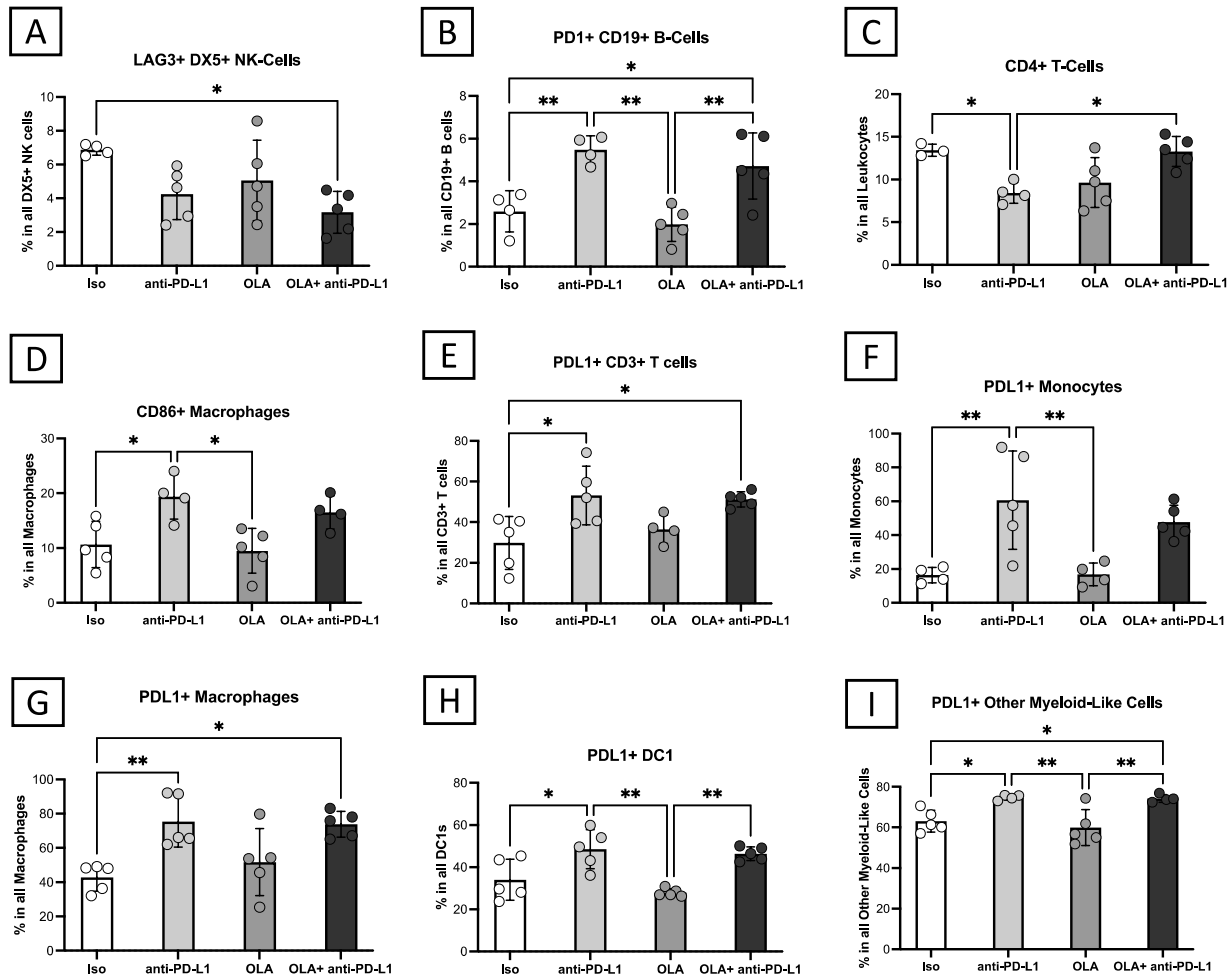 A
LAG3+ DX5+ NK-Cells
*
% in all DX5+ NK cells
10
8
6
4
2
0
Iso anti-PD-L1 OLA OLA+ anti-PD-L1
B
PD1+ CD19+ B-Cells
*
** ** **
% in all CD19+ B cells
8
6
4
2
0
Iso anti-PD-L1 OLA OLA+ anti-PD-L1
C
CD4+ T-Cells
* *
% in all Leukocytes
20
15
10
5
0
Iso anti-PD-L1 OLA OLA+ anti-PD-L1
D
CD86+ Macrophages
* *
% in all Macrophages
30
20
10
0
Iso anti-PD-L1 OLA OLA+ anti-PD-L1
E
PDL1+ CD3+ T cells
*
*
% in all CD3+ T cells
80
60
40
20
0
Iso anti-PD-L1 OLA OLA+ anti-PD-L1
F
PDL1+ Monocytes
** **
% in all Monocytes
100
80
60
40
20
0
Iso anti-PD-L1 OLA OLA+ anti-PD-L1
G
PDL1+ Macrophages
*
**
% in all Macrophages
100
80
60
40
20
0
Iso anti-PD-L1 OLA OLA+ anti-PD-L1
H
PDL1+ DC1
* ** **
% in all DC1s
80
60
40
20
0
Iso anti-PD-L1 OLA OLA+ anti-PD-L1
I
PDL1+ Other Myeloid-Like Cells
*
* ** **
% in all Other Myeloid-Like Cells
80
60
40
20
0
Iso anti-PD-L1 OLA OLA+ anti-PD-L1